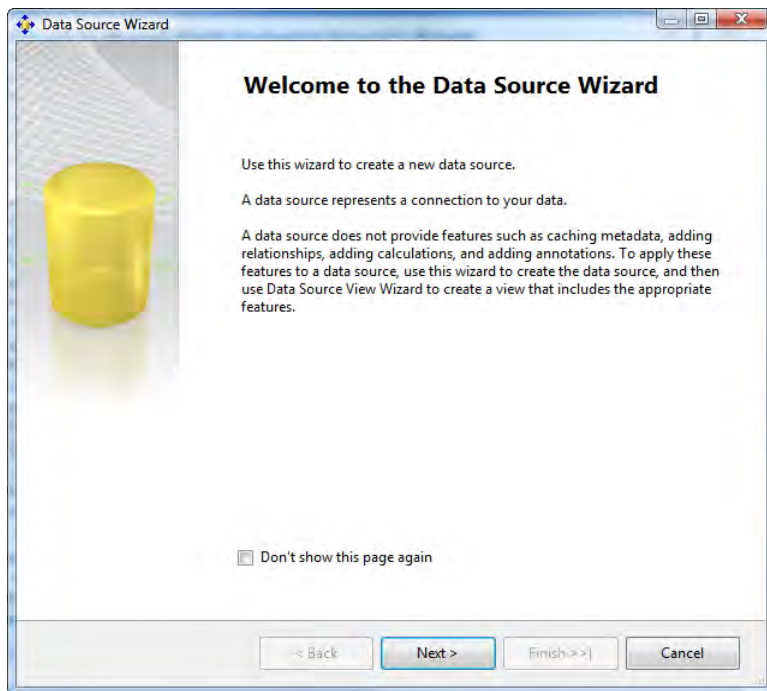 Data Source Wizard
Welcome to the Data Source Wizard
Use this wizard to create a new data source.
A data source represents a connection to your data.
A data source does not provide features such as caching metadata, adding
relationships, adding calculations, and adding annotations. To apply these
features to a data source, use this wizard to create the data source, and then
use Data Source View Wizard to create a view that includes the appropriate
features.
Don't show this page again
< Back Next > Finish >>| Cancel